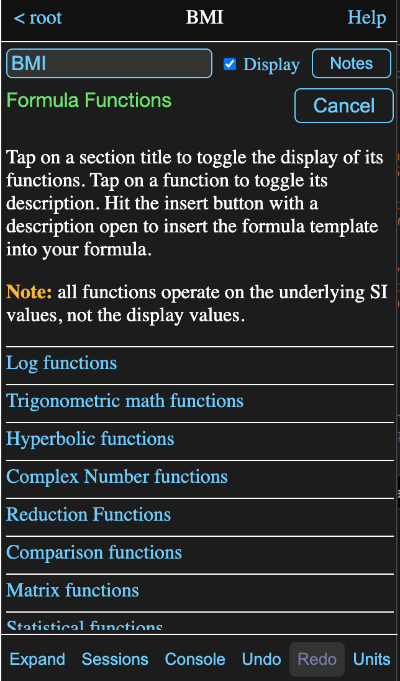 < root BMI Help
BMI Display Notes
Formula Functions Cancel
Tap on a section title to toggle the display of its
functions. Tap on a function to toggle its
description. Hit the insert button with a
description open to insert the formula template
into your formula.
Note: all functions operate on the underlying SI
values, not the display values.
Log functions
Trigonometric math functions
Hyperbolic functions
Complex Number functions
Reduction Functions
Comparison functions
Matrix functions
Statistical functions
Expand Sessions Console Undo Redo Units